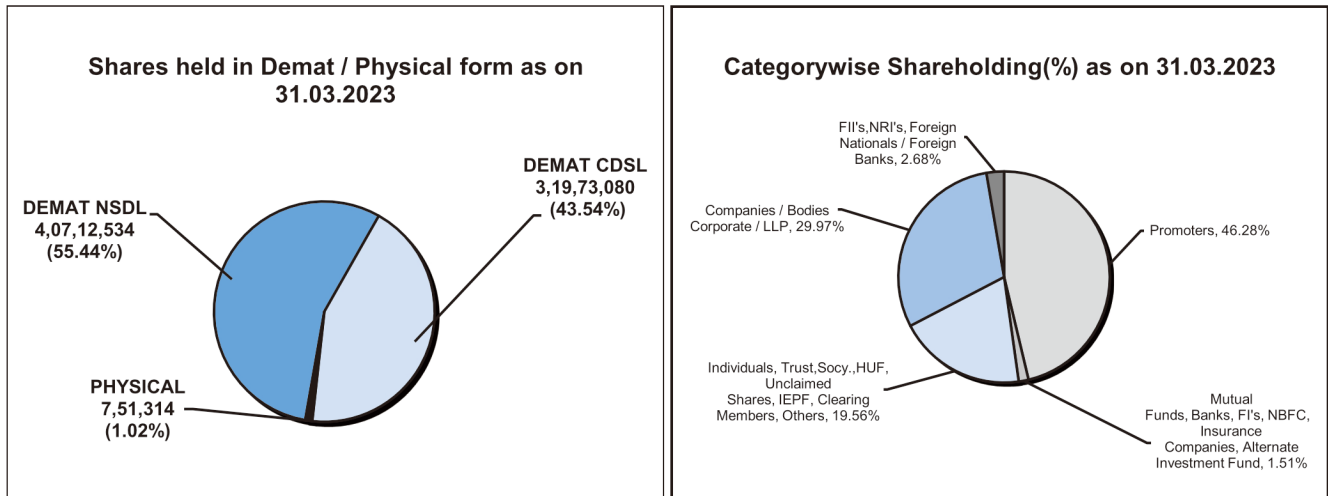 Shares held in Demat / Physical form as on
31.03.2023
DEMAT CDSL
3,19,73,080
(43.54%)
DEMAT NSDL
4,07,12,534
(55.44%)
PHYSICAL
7,51,314
(1.02%)
Categorywise Shareholding(%) as on 31.03.2023
FII's,NRI's, Foreign
Nationals / Foreign
Banks, 2.68%
Companies / Bodies
Corporate / LLP, 29.97%
Promoters, 46.28%
Individuals, Trust,Socy.,HUF,
Unclaimed
Shares, IEPF, Clearing
Members, Others, 19.56%
Mutual
Funds, Banks, FI's, NBFC,
Insurance
Companies, Alternate
Investment Fund, 1.51%